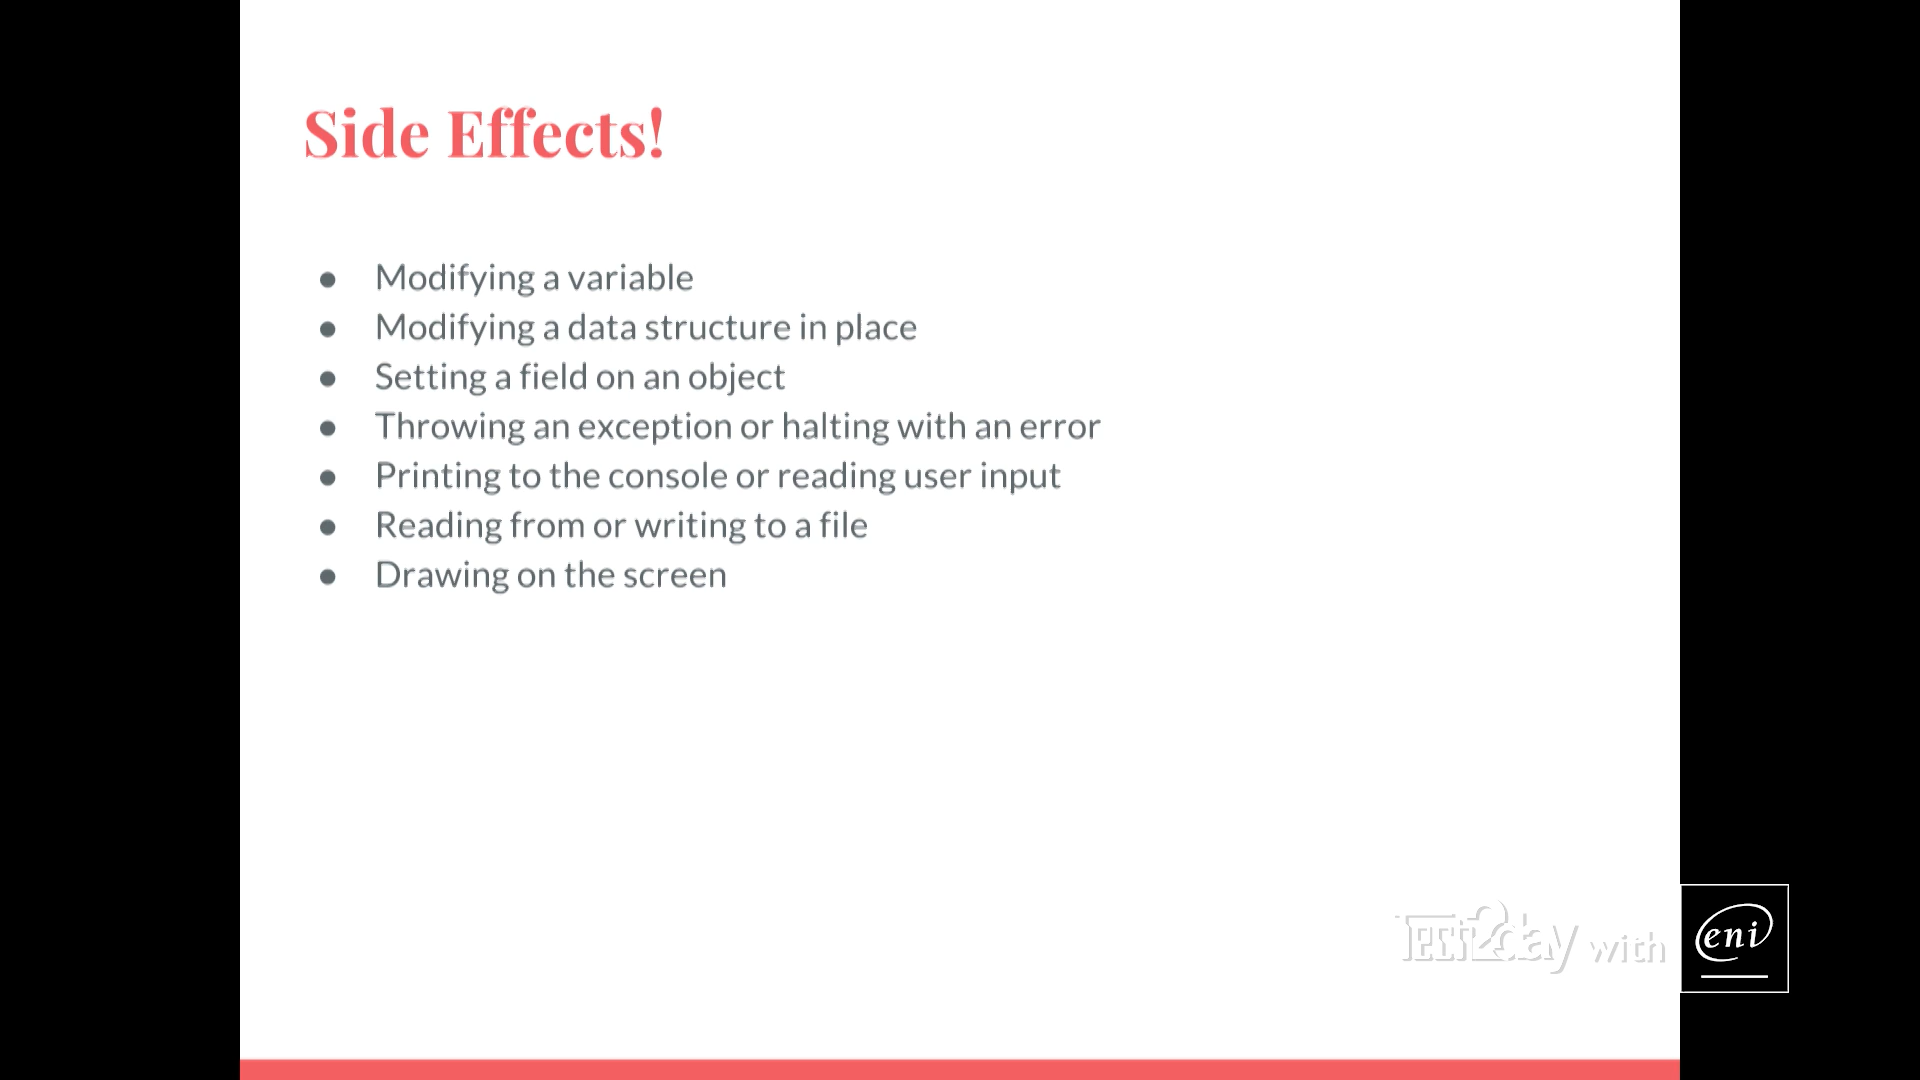 Side Effects!
● Modifying a variable
● Modifying a data structure in place
● Setting a field on an object
● Throwing an exception or halting with an error
● Printing to the console or reading user input
● Reading from or writing to a file
● Drawing on the screen
with
eni